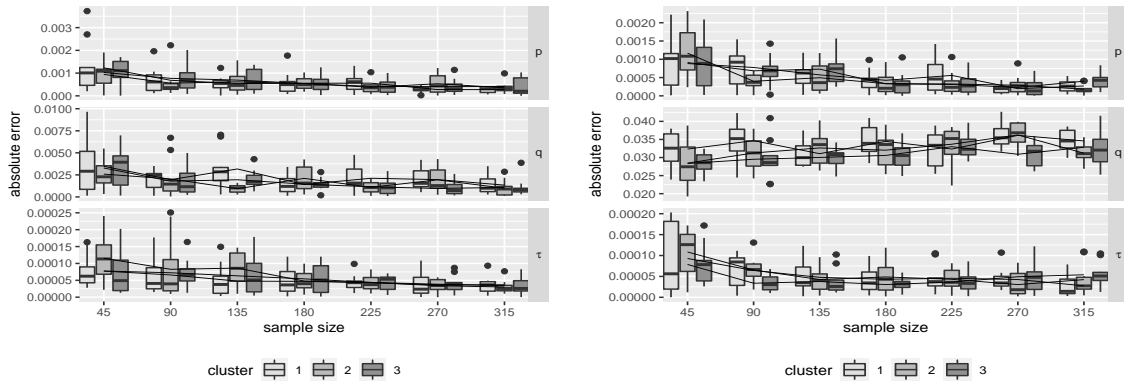 0.003
0.002
0.001
0.000
p
0.0100
0.0075
0.0050
0.0025
0.0000
q
0.00025
0.00020
0.00015
0.00010
0.00005
0.00000
τ
absolute error
45 90 135 180 225 270 315
sample size
cluster 1 2 3
0.0020
0.0015
0.0010
0.0005
0.0000
p
0.040
0.030
0.020
q
0.00020
0.00015
0.00010
0.00005
0.00000
τ
absolute error
45 90 135 180 225 270 315
sample size
cluster 1 2 3